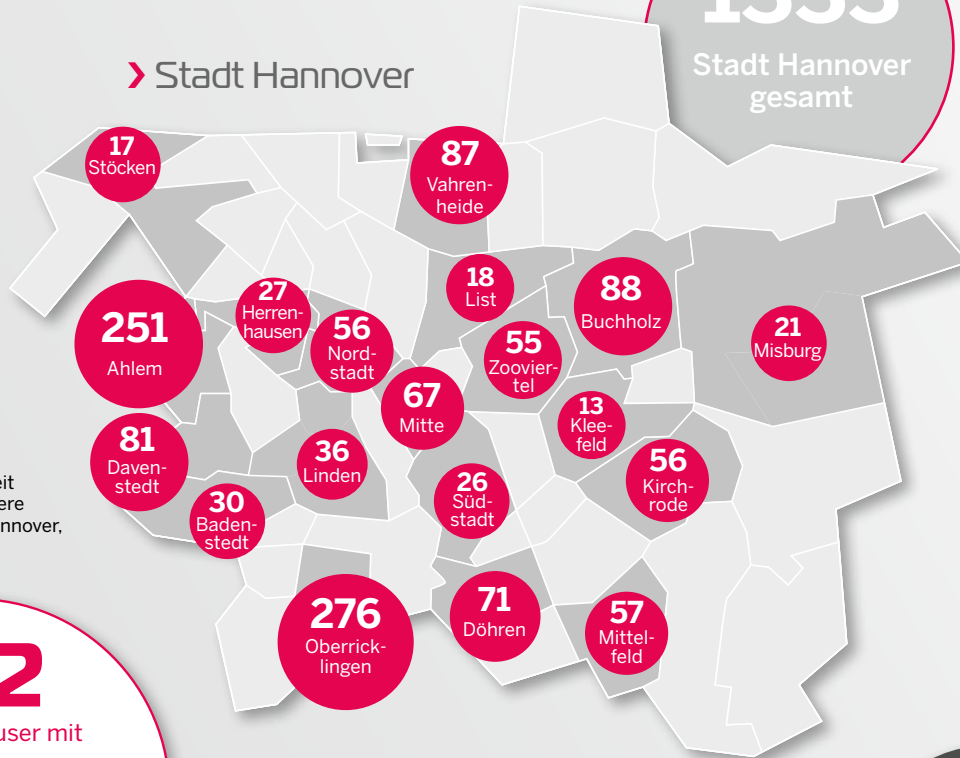 1333
Stadt Hannover
gesamt
› Stadt Hannover
17
Stöcken
87
Vahren-
heide
18
List
88
Buchholz
27
Herren-
hausen
56
Nord-
stadt
55
Zoovier-
tel
21
Misburg
251
Ahlem
67
Mitte
13
Klee-
feld
81
Daven-
stedt
36
Linden
26
Süd-
stadt
56
Kirch-
rode
30
Baden-
stedt
eit
ere
nnover,
276
Oberrick-
lingen
71
Döhren
57
Mittel-
feld
2
user mit